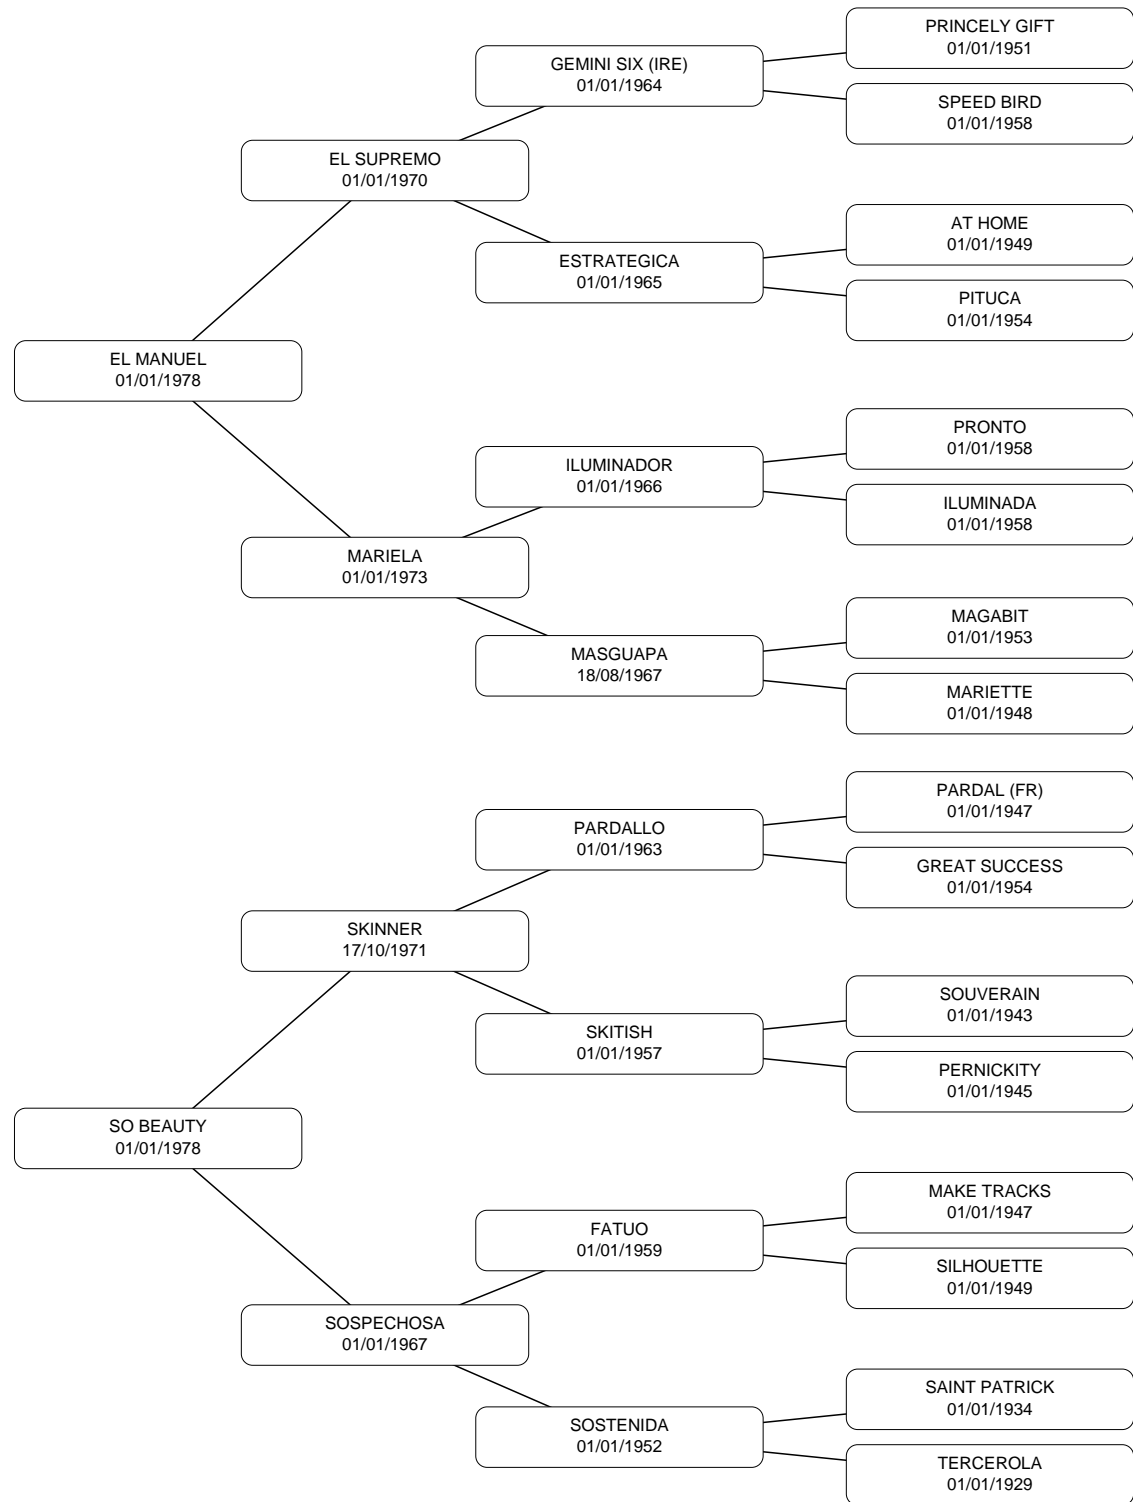 PRINCELY GIFT
01/01/1951
GEMINI SIX (IRE)
01/01/1964
SPEED BIRD
01/01/1958
EL SUPREMO
01/01/1970
AT HOME
01/01/1949
ESTRATEGICA
01/01/1965
PITUCA
01/01/1954
EL MANUEL
01/01/1978
PRONTO
01/01/1958
ILUMINADOR
01/01/1966
ILUMINADA
01/01/1958
MARIELA
01/01/1973
MAGABIT
01/01/1953
MASGUAPA
18/08/1967
MARIETTE
01/01/1948
PARDAL (FR)
01/01/1947
PARDALLO
01/01/1963
GREAT SUCCESS
01/01/1954
SKINNER
17/10/1971
SOUVERAIN
01/01/1943
SKITISH
01/01/1957
PERNICKITY
01/01/1945
SO BEAUTY
01/01/1978
MAKE TRACKS
01/01/1947
FATUO
01/01/1959
SILHOUETTE
01/01/1949
SOSPECHOSA
01/01/1967
SAINT PATRICK
01/01/1934
SOSTENIDA
01/01/1952
TERCEROLA
01/01/1929